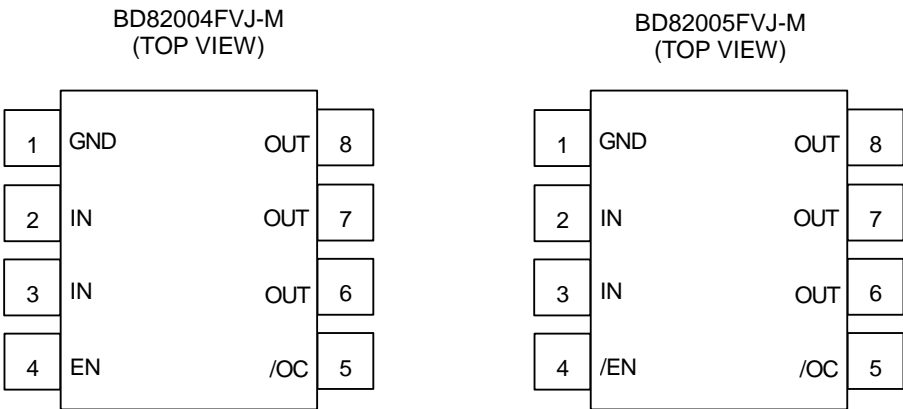 BD82004FVJ-M
(TOP VIEW)
1 GND OUT 8
2 IN OUT 7
3 IN OUT 6
4 EN /OC 5
BD82005FVJ-M
(TOP VIEW)
1 GND OUT 8
2 IN OUT 7
3 IN OUT 6
4 /EN /OC 5